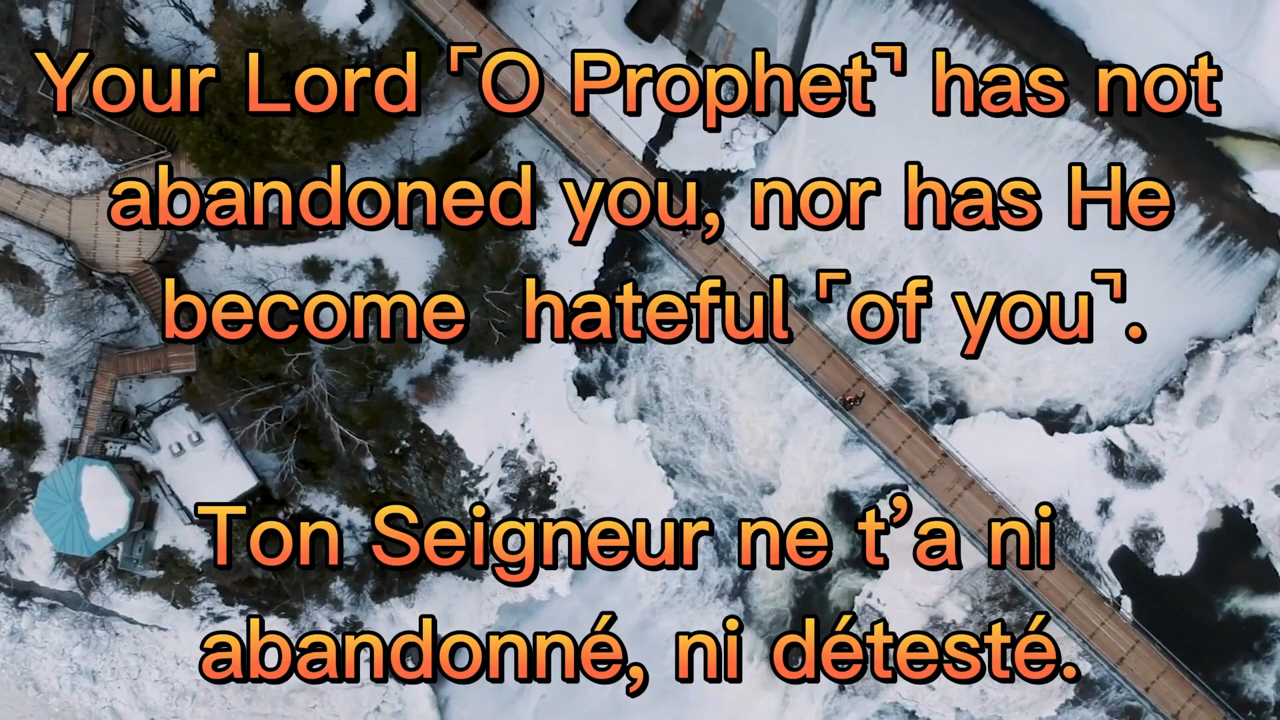 Your Lord ⸢O Prophet⸣ has not
abandoned you, nor has He
become hateful ⸢of you⸣.
Ton Seigneur ne t’a ni
abandonné, ni détesté.